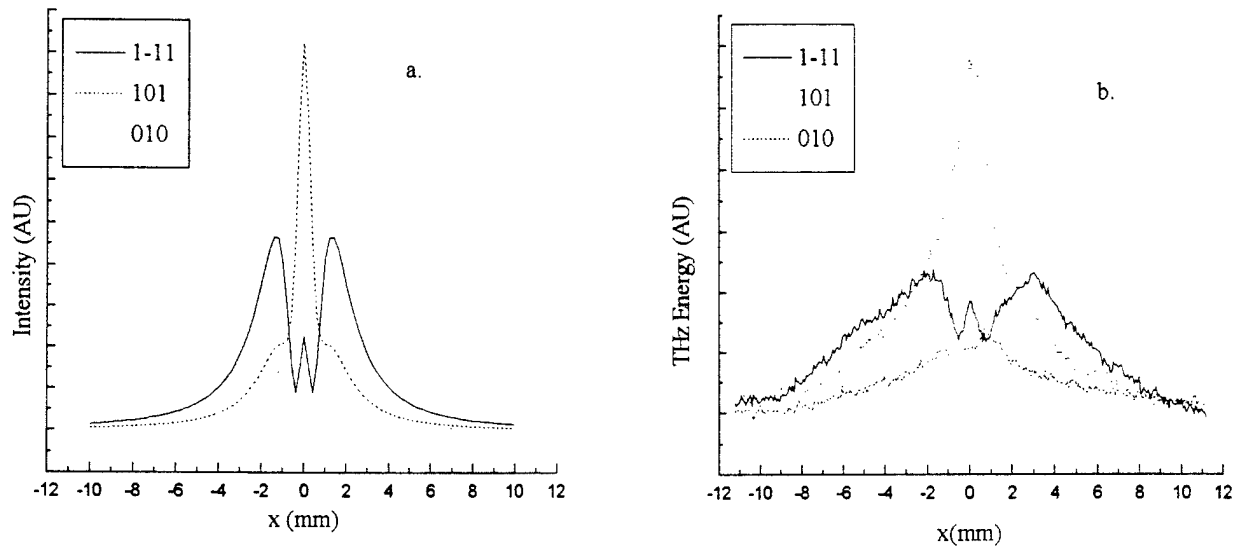 1-11
101
010
a.
Intensity (AU)
-12 -10 -8 -6 -4 -2 0 2 4 6 8 10 12
x (mm)
1-11
101
010
b.
THz Energy (AU)
-12 -10 -8 -6 -4 -2 0 2 4 6 8 10 12
x(mm)